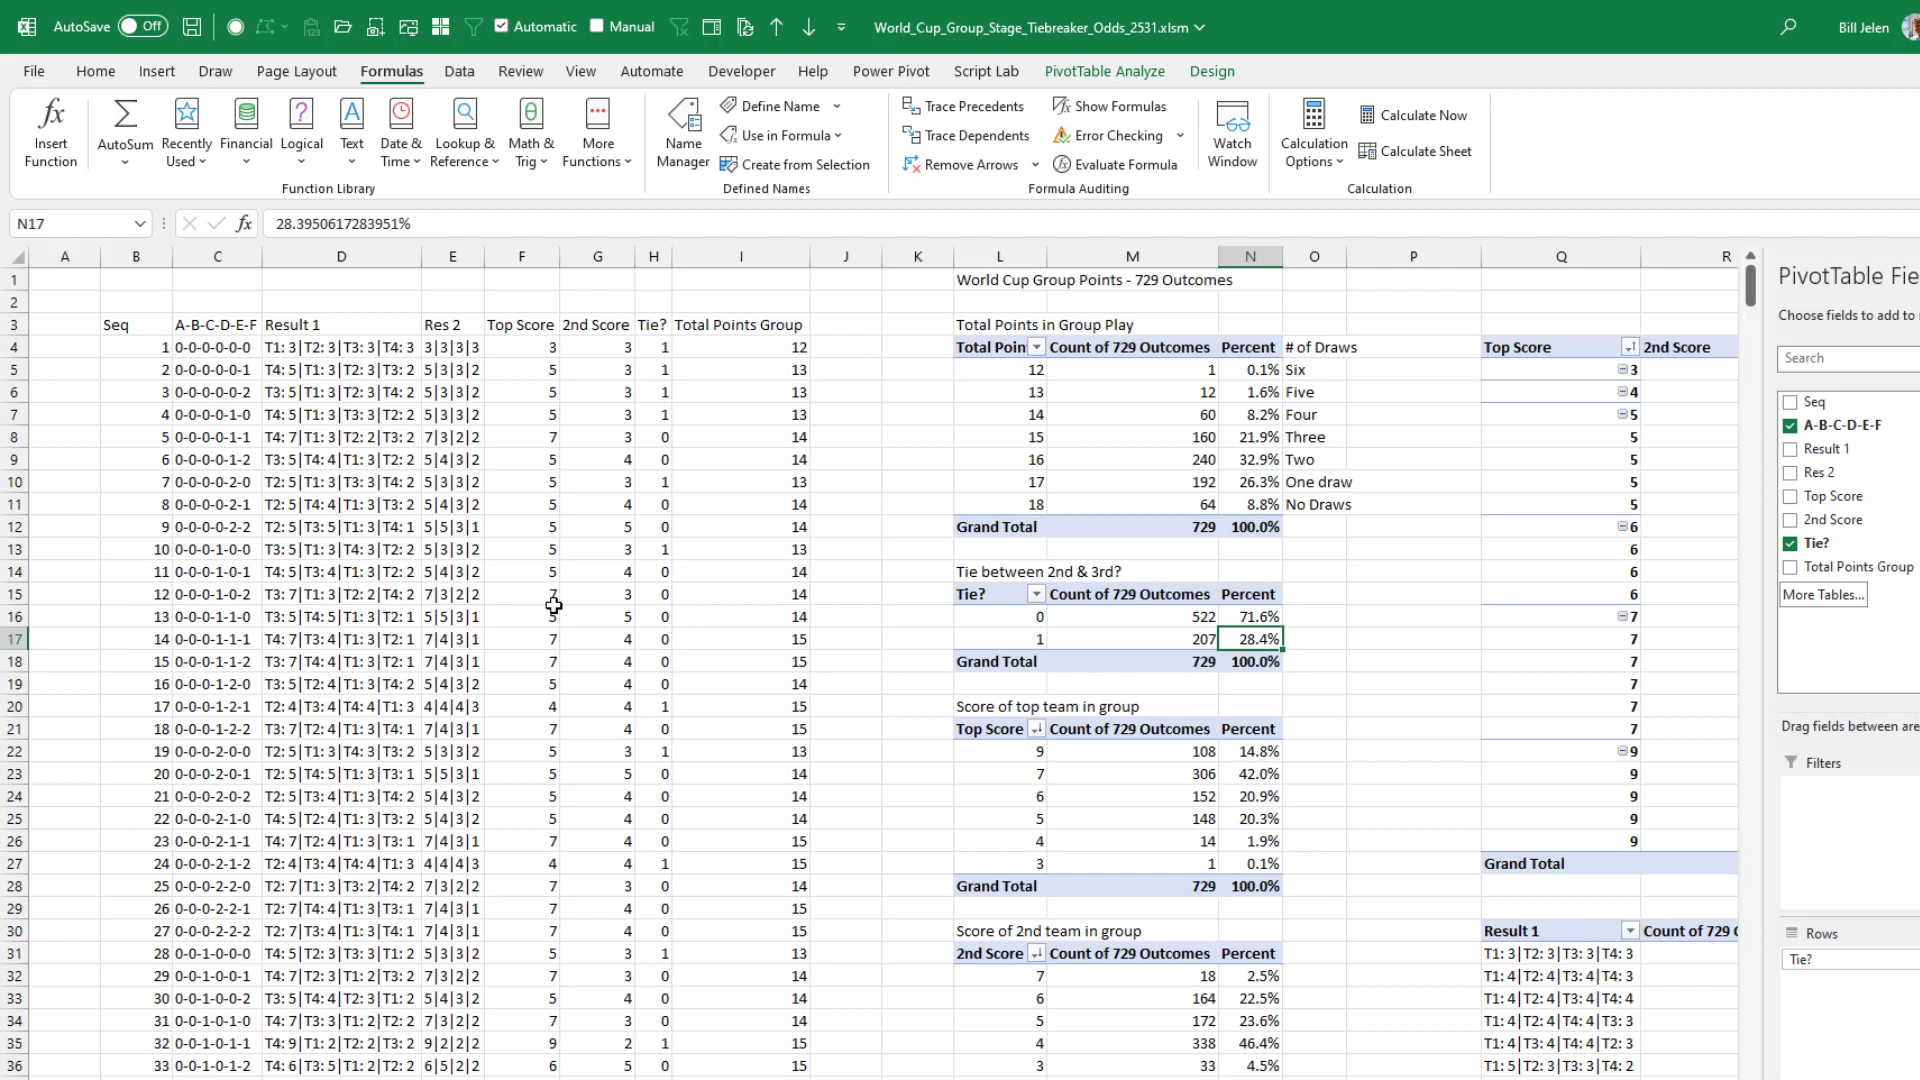 AutoSave Off Automatic Manual World_Cup_Group_Stage_Tiebreaker_Odds_2531.xlsm Bill Jelen
File Home Insert Draw Page Layout Formulas Data Review View Automate Developer Help Power Pivot Script Lab PivotTable Analyze Design
Insert Function
AutoSum
Recently Used
Financial
Logical
Text
Date & Time
Lookup & Reference
Math & Trig
More Functions
Function Library
Name Manager
Define Name
Use in Formula
Create from Selection
Defined Names
Trace Precedents
Trace Dependents
Remove Arrows
Show Formulas
Error Checking
Evaluate Formula
Formula Auditing
Watch Window
Calculation Options
Calculate Now
Calculate Sheet
Calculation
N17 fx 28.3950617283951%
A B C D E F G H I J K L M N O P Q R
1 World Cup Group Points - 729 Outcomes
2
3 Seq A-B-C-D-E-F Result 1 Res 2 Top Score 2nd Score Tie? Total Points Group Total Points in Group Play
4 1 0-0-0-0-0-0 T1: 3|T2: 3|T3: 3|T4: 3 3|3|3|3 3 3 1 12 Total Poin Count of 729 Outcomes Percent # of Draws Top Score 2nd Score
5 2 0-0-0-0-0-1 T4: 5|T1: 3|T2: 3|T3: 2 5|3|3|2 5 3 1 13 12 1 0.1% Six 3
6 3 0-0-0-0-0-2 T3: 5|T1: 3|T2: 3|T4: 2 5|3|3|2 5 3 1 13 13 12 1.6% Five 4
7 4 0-0-0-0-1-0 T4: 5|T1: 3|T3: 3|T2: 2 5|3|3|2 5 3 1 13 14 60 8.2% Four 5
8 5 0-0-0-0-1-1 T4: 7|T1: 3|T2: 2|T3: 2 7|3|2|2 7 3 0 14 15 160 21.9% Three 5
9 6 0-0-0-0-1-2 T3: 5|T4: 4|T1: 3|T2: 2 5|4|3|2 5 4 0 14 16 240 32.9% Two 5
10 7 0-0-0-0-2-0 T2: 5|T1: 3|T3: 3|T4: 2 5|3|3|2 5 3 1 13 17 192 26.3% One draw 5
11 8 0-0-0-0-2-1 T2: 5|T4: 4|T1: 3|T3: 2 5|4|3|2 5 4 0 14 18 64 8.8% No Draws 5
12 9 0-0-0-0-2-2 T2: 5|T3: 5|T1: 3|T4: 1 5|5|3|1 5 5 0 14 Grand Total 729 100.0% 6
13 10 0-0-0-1-0-0 T3: 5|T1: 3|T4: 3|T2: 2 5|3|3|2 5 3 1 13 6
14 11 0-0-0-1-0-1 T4: 5|T3: 4|T1: 3|T2: 2 5|4|3|2 5 4 0 14 Tie between 2nd & 3rd? 6
15 12 0-0-0-1-0-2 T3: 7|T1: 3|T2: 2|T4: 2 7|3|2|2 7 3 0 14 Tie? Count of 729 Outcomes Percent 6
16 13 0-0-0-1-1-0 T3: 5|T4: 5|T1: 3|T2: 1 5|5|3|1 5 5 0 14 0 522 71.6% 7
17 14 0-0-0-1-1-1 T4: 7|T3: 4|T1: 3|T2: 1 7|4|3|1 7 4 0 15 1 207 28.4% 7
18 15 0-0-0-1-1-2 T3: 7|T4: 4|T1: 3|T2: 1 7|4|3|1 7 4 0 15 Grand Total 729 100.0% 7
19 16 0-0-0-1-2-0 T3: 5|T2: 4|T1: 3|T4: 2 5|4|3|2 5 4 0 14 7
20 17 0-0-0-1-2-1 T2: 4|T3: 4|T4: 4|T1: 3 4|4|4|3 4 4 1 15 Score of top team in group 7
21 18 0-0-0-1-2-2 T3: 7|T2: 4|T1: 3|T4: 1 7|4|3|1 7 4 0 15 Top Score Count of 729 Outcomes Percent 7
22 19 0-0-0-2-0-0 T2: 5|T1: 3|T4: 3|T3: 2 5|3|3|2 5 3 1 13 9 108 14.8% 9
23 20 0-0-0-2-0-1 T2: 5|T4: 5|T1: 3|T3: 1 5|5|3|1 5 5 0 14 7 306 42.0% 9
24 21 0-0-0-2-0-2 T2: 5|T3: 4|T1: 3|T4: 2 5|4|3|2 5 4 0 14 6 152 20.9% 9
25 22 0-0-0-2-1-0 T4: 5|T2: 4|T1: 3|T3: 2 5|4|3|2 5 4 0 14 5 148 20.3% 9
26 23 0-0-0-2-1-1 T4: 7|T2: 4|T1: 3|T3: 1 7|4|3|1 7 4 0 15 4 14 1.9% 9
27 24 0-0-0-2-1-2 T2: 4|T3: 4|T4: 4|T1: 3 4|4|4|3 4 4 1 15 3 1 0.1% Grand Total
28 25 0-0-0-2-2-0 T2: 7|T1: 3|T3: 2|T4: 2 7|3|2|2 7 3 0 14 Grand Total 729 100.0%
29 26 0-0-0-2-2-1 T2: 7|T4: 4|T1: 3|T3: 1 7|4|3|1 7 4 0 15
30 27 0-0-0-2-2-2 T2: 7|T3: 4|T1: 3|T4: 1 7|4|3|1 7 4 0 15 Score of 2nd team in group Result 1 Count of 729
31 28 0-0-1-0-0-0 T4: 5|T2: 3|T3: 3|T1: 2 5|3|3|2 5 3 1 13 2nd Score Count of 729 Outcomes Percent T1: 3|T2: 3|T3: 3|T4: 3
32 29 0-0-1-0-0-1 T4: 7|T2: 3|T1: 2|T3: 2 7|3|2|2 7 3 0 14 7 18 2.5% T1: 4|T2: 4|T3: 4|T4: 3
33 30 0-0-1-0-0-2 T3: 5|T4: 4|T2: 3|T1: 2 5|4|3|2 5 4 0 14 6 164 22.5% T1: 4|T2: 4|T3: 4|T4: 4
34 31 0-0-1-0-1-0 T4: 7|T3: 3|T1: 2|T2: 2 7|3|2|2 7 3 0 14 5 172 23.6% T1: 4|T2: 4|T4: 4|T3: 3
35 32 0-0-1-0-1-1 T4: 9|T1: 2|T2: 2|T3: 2 9|2|2|2 9 2 1 15 4 338 46.4% T1: 4|T3: 4|T4: 4|T2: 3
36 33 0-0-1-0-1-2 T4: 6|T3: 5|T1: 2|T2: 2 6|5|2|2 6 5 0 15 3 33 4.5% T1: 5|T2: 3|T3: 3|T4: 2
PivotTable Fie
Choose fields to add to
Search
Seq
A-B-C-D-E-F
Result 1
Res 2
Top Score
2nd Score
Tie?
Total Points Group
More Tables...
Drag fields between are
Filters
Rows
Tie?